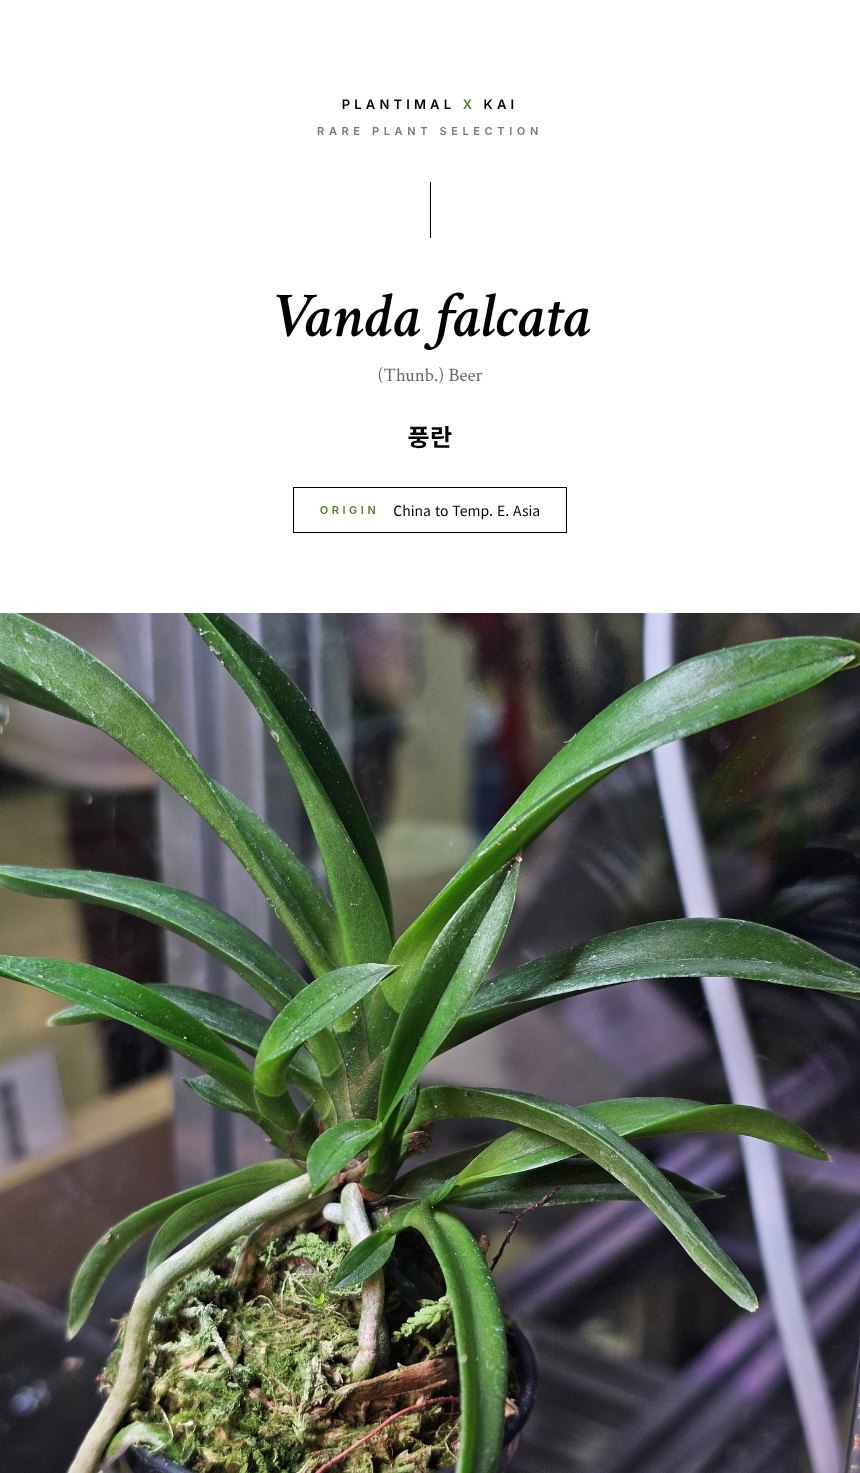 PLANTIMAL X KAI
RARE PLANT SELECTION
Vanda falcata
(Thunb.) Beer
풍란
ORIGIN China to Temp. E. Asia